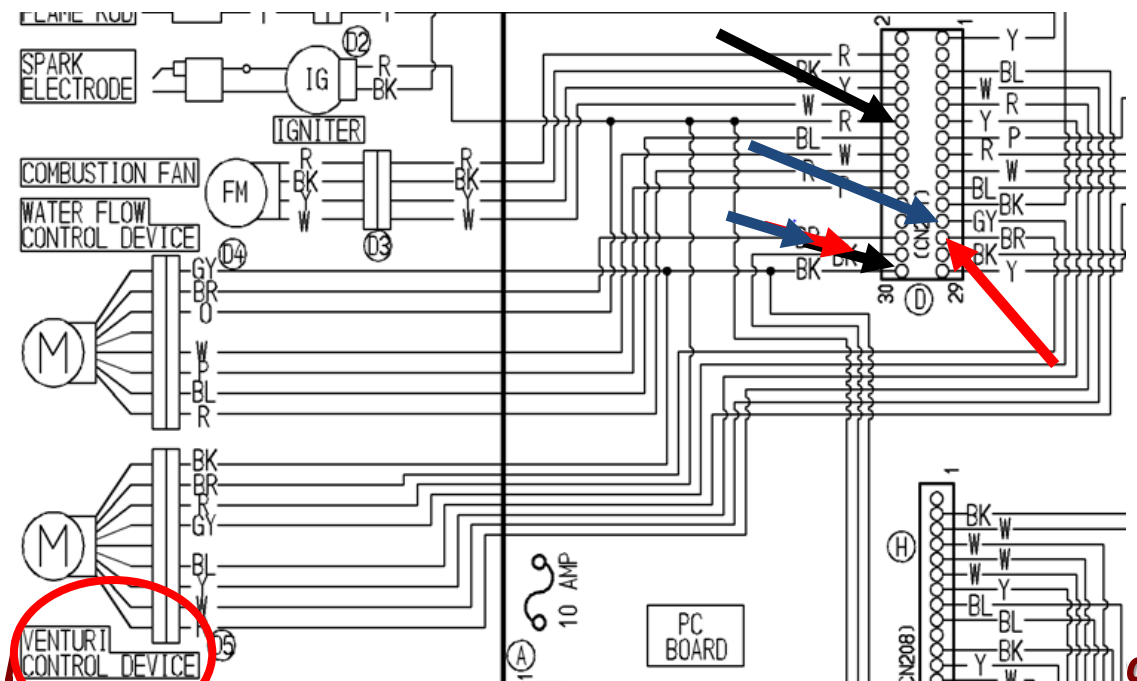 FLAME ROD
SPARK
ELECTRODE
IG
D2
R
BK
IGNITER
COMBUSTION FAN
FM
R
BK
Y
W
R
BK
Y
W
D3
WATER FLOW
CONTROL DEVICE
D4
M
GY
BR
O
W
P
BL
R
M
BK
BR
R
GY
BL
Y
W
VENTURI
CONTROL DEVICE
D5
2
1
R
BK
Y
W
R
BL
W
R
P
BR
BK
BK
30
D
29
Y
BL
W
R
Y
P
R
W
BL
BK
GY
BR
BK
Y
10 AMP
A
PC
BOARD
H
1
CN208)
BK
W
W
W
W
Y
BL
BL
BK
Y
W